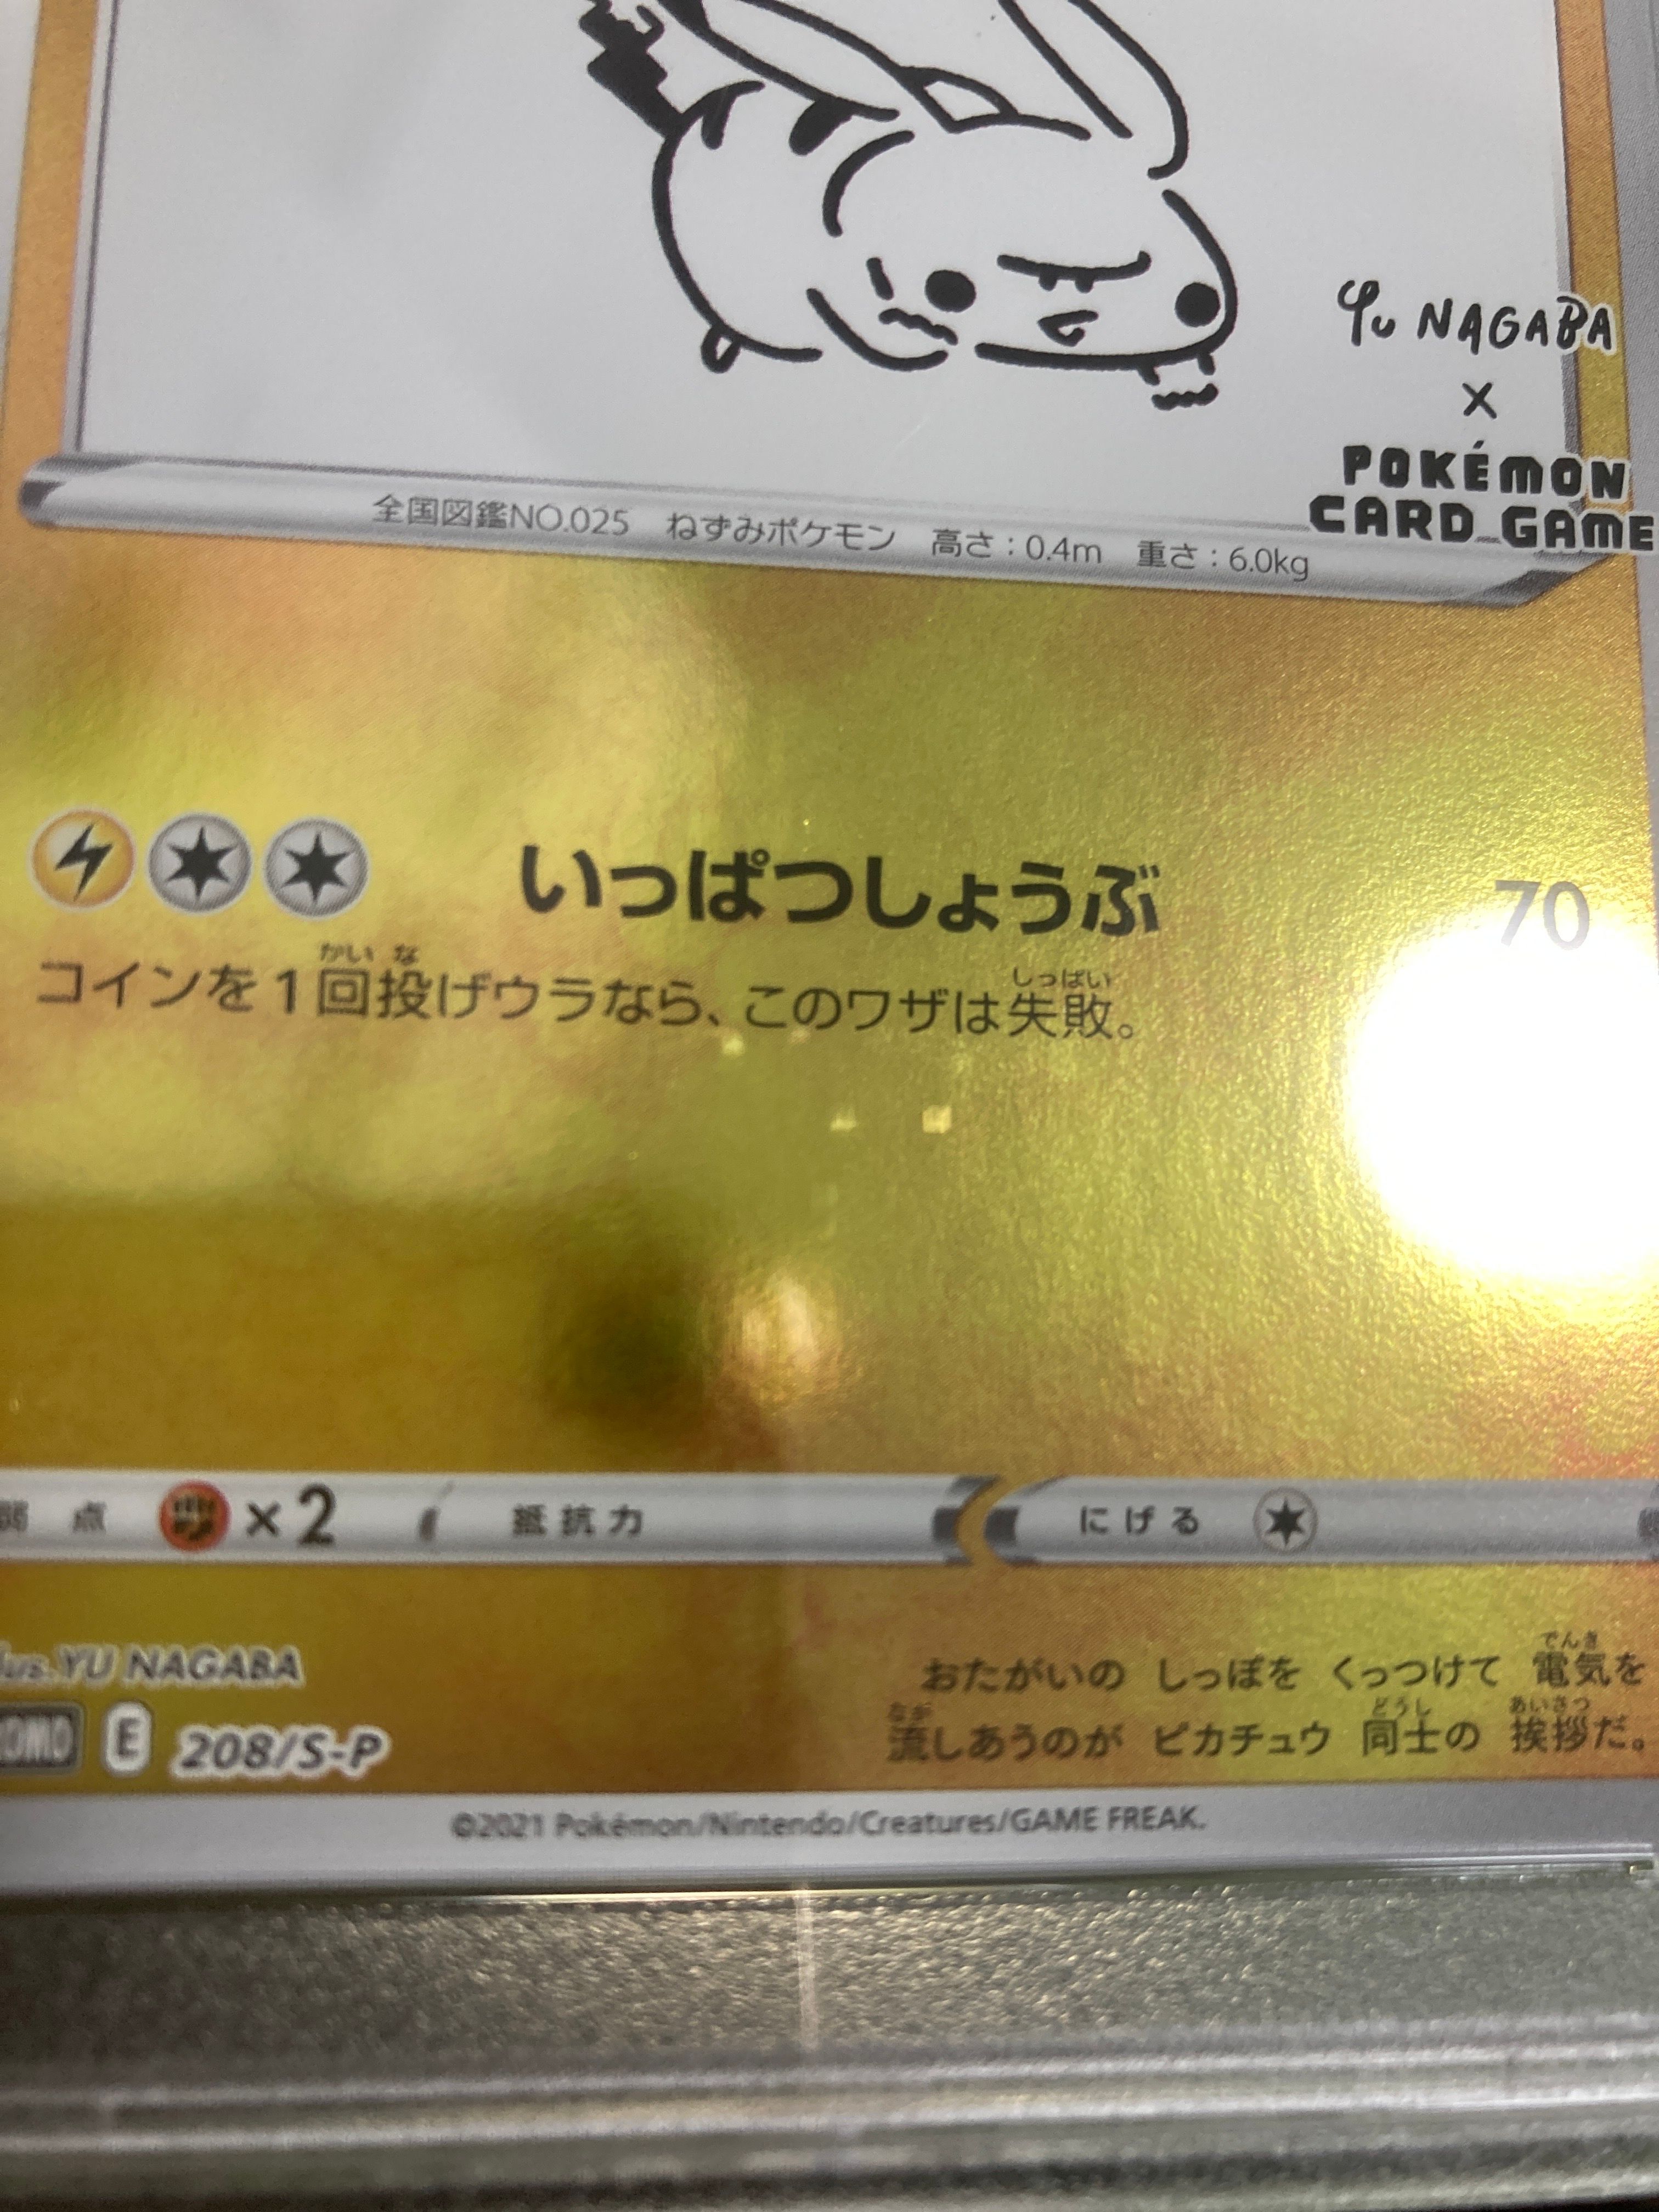 Yu NAGABA
×
POKÉMON
CARD GAME
全国図鑑NO.025 ねずみポケモン 高さ：0.4m 重さ：6.0kg
いっぱつしょうぶ 70
かい な しっぱい
コインを1回投げウラなら、このワザは失敗。
弱点 ×2 抵抗力 にげる
YU NAGABA
E 208/S-P
でんき
おたがいの しっぽを くっつけて 電気を
なが どうし あいさつ
流しあうのが ピカチュウ 同士の 挨拶だ。
©2021 Pokémon/Nintendo/Creatures/GAME FREAK.